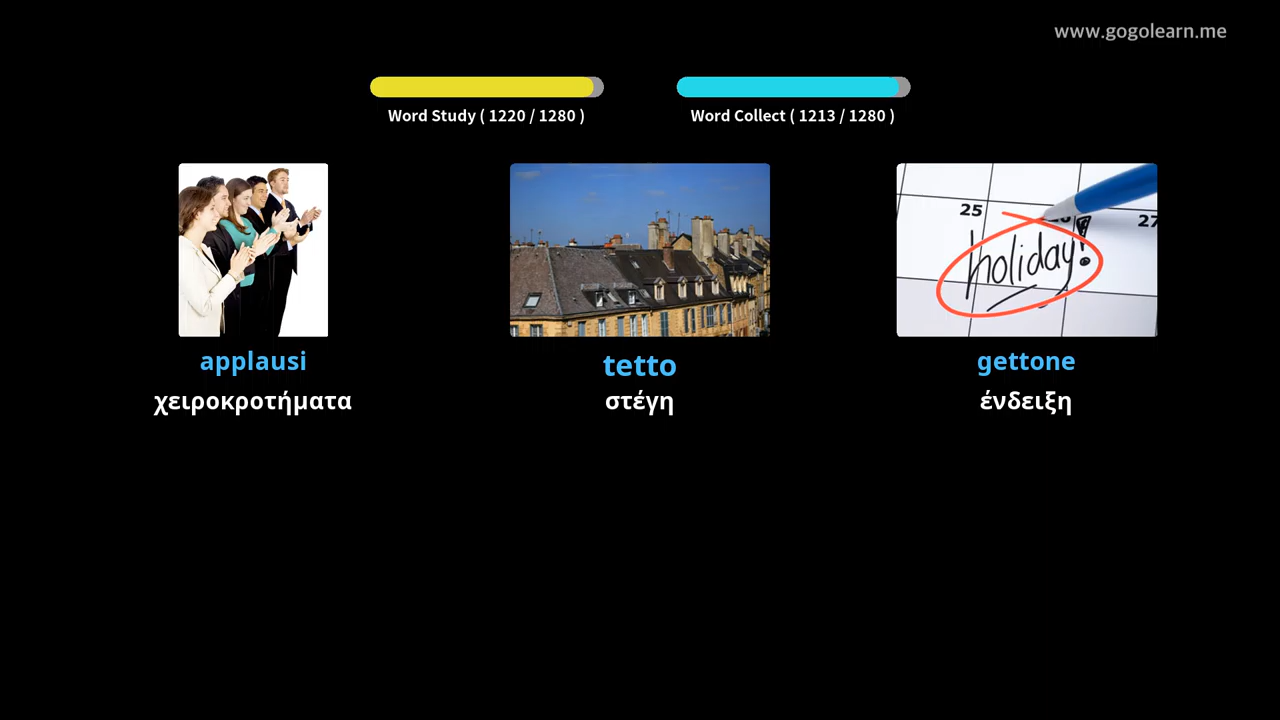 www.gogolearn.me
Word Study ( 1220 / 1280 )
Word Collect ( 1213 / 1280 )
25
27
holiday!
applausi
tetto
gettone
χειροκροτήματα
στέγη
ένδειξη